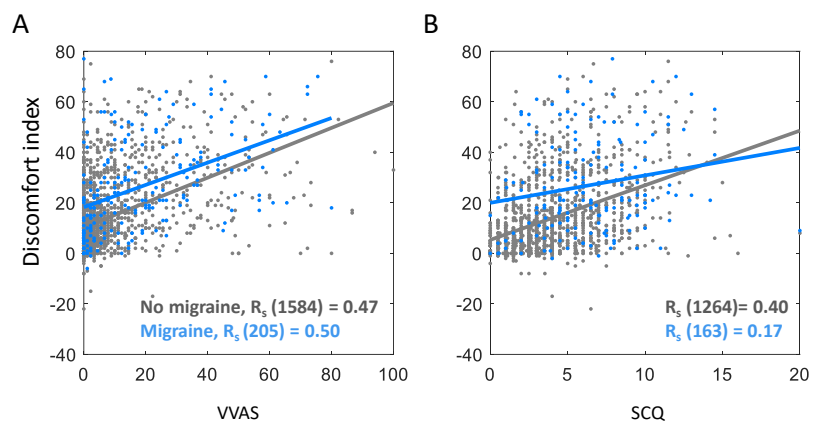 A
Discomfort index
80
60
40
20
0
-20
-40
No migraine, Rs (1584) = 0.47
Migraine, Rs (205) = 0.50
0 20 40 60 80 100
VVAS
B
80
60
40
20
0
-20
-40
Rs (1264)= 0.40
Rs (163) = 0.17
0 5 10 15 20
SCQ